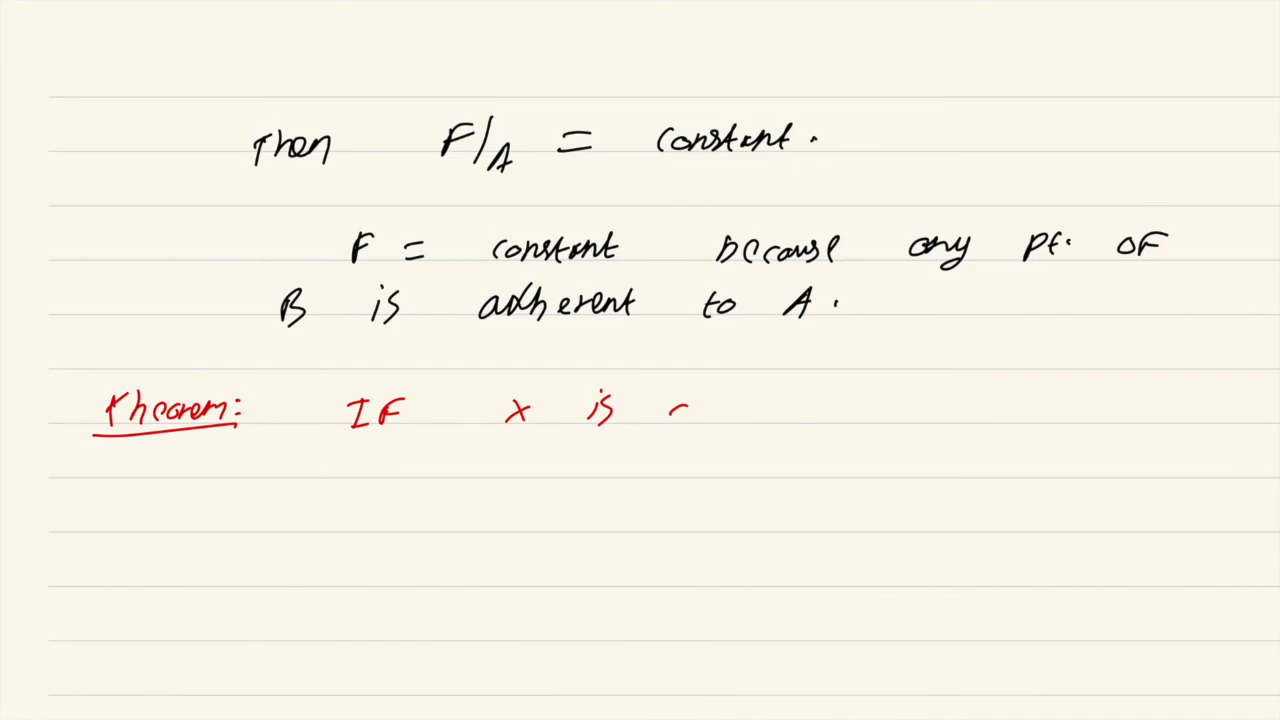 Then F/A = constant.
F = constant because any pt. of
B is adherent to A.
Theorem: If X is